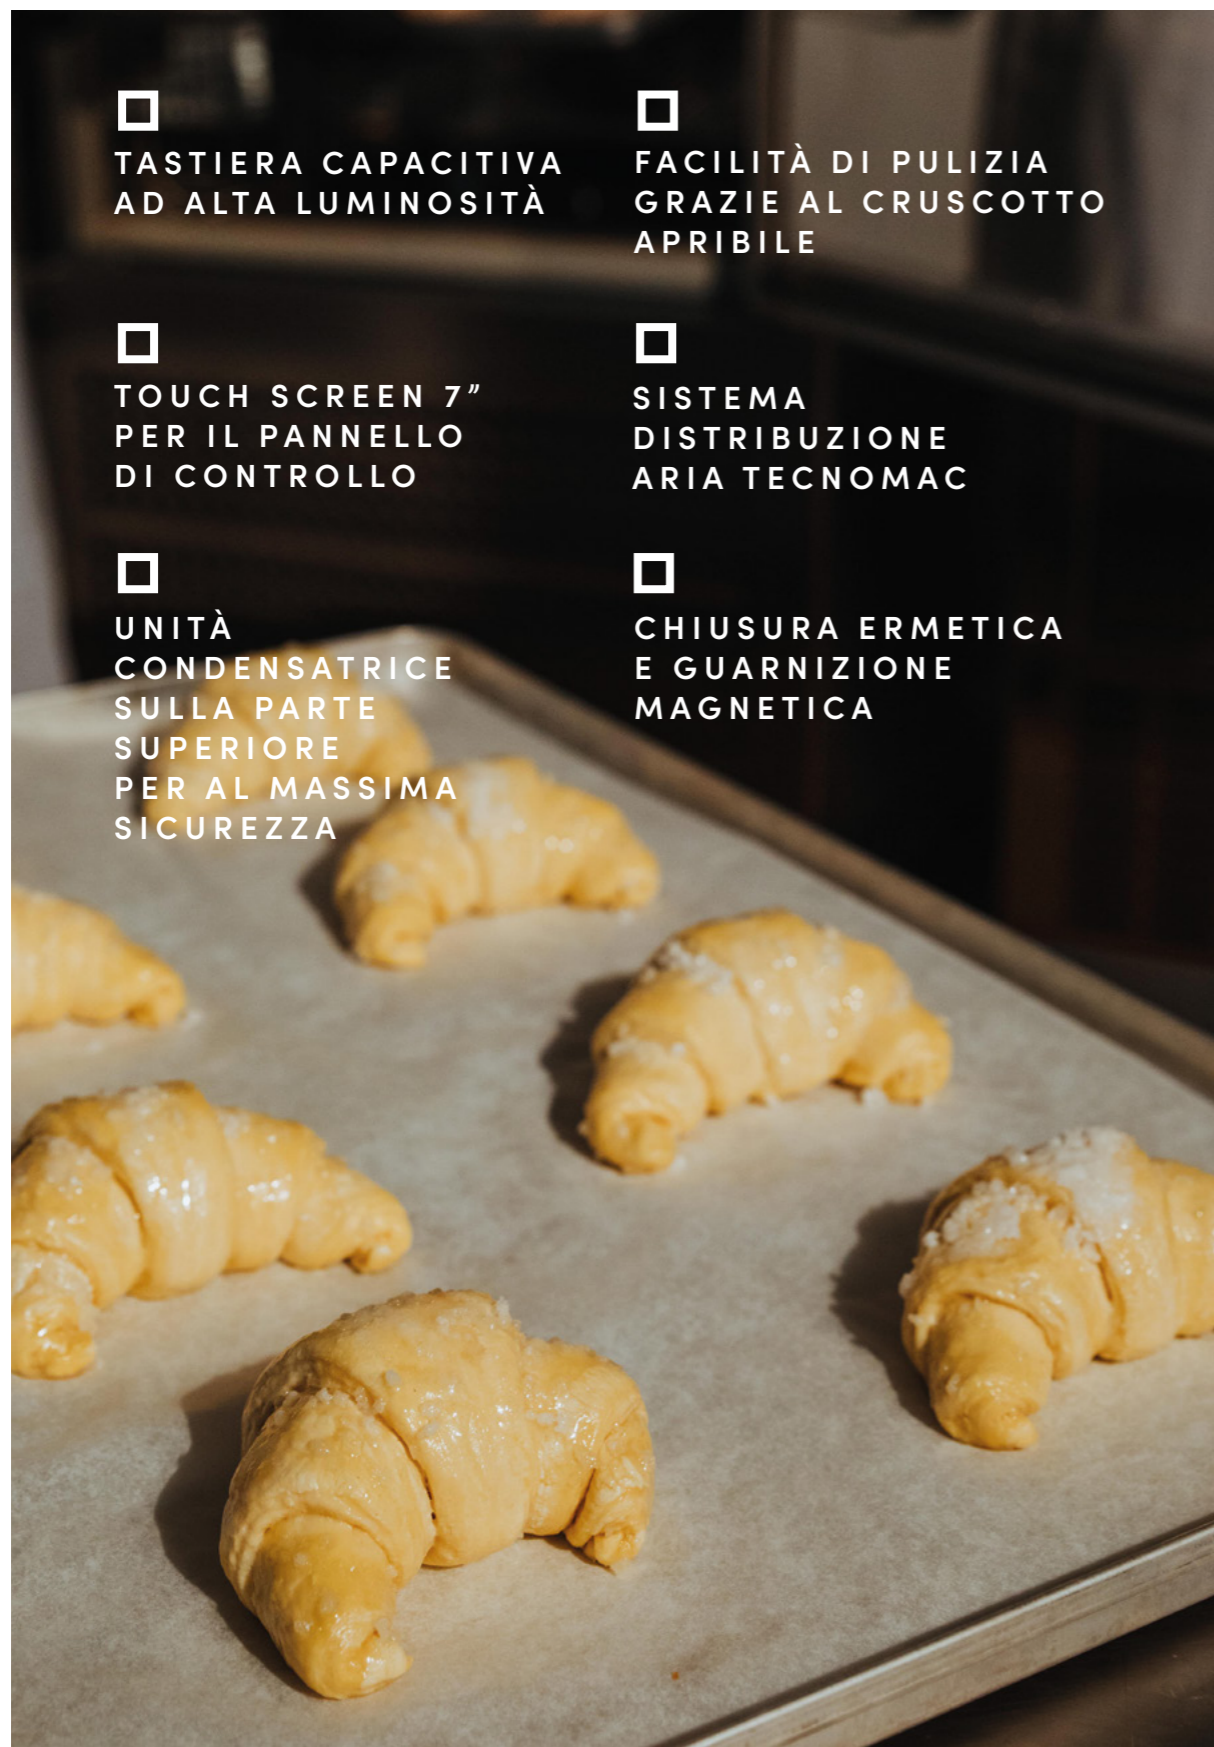 TASTIERA CAPACITIVA
AD ALTA LUMINOSITÀ
TOUCH SCREEN 7”
PER IL PANNELLO
DI CONTROLLO
UNITÀ
CONDENSATRICE
SULLA PARTE
SUPERIORE
PER AL MASSIMA
SICUREZZA
FACILITÀ DI PULIZIA
GRAZIE AL CRUSCOTTO
APRIBILE
SISTEMA
DISTRIBUZIONE
ARIA TECNOMAC
CHIUSURA ERMETICA
E GUARNIZIONE
MAGNETICA